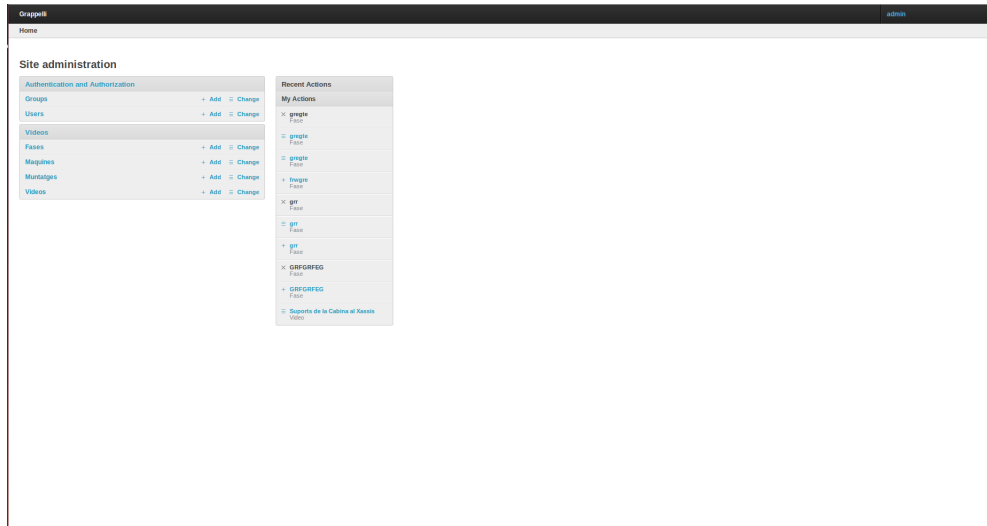 Grappelli
admin
Home
Site administration
Authentication and Authorization
Groups + Add Change
Users + Add Change
Videos
Fases + Add Change
Maquines + Add Change
Muntatges + Add Change
Videos + Add Change
Recent Actions
My Actions
gregte
Fase
gregte
Fase
gregte
Fase
Fase
grr
Fase
grr
Fase
grr
Fase
GRFGRFEG
Fase
GRFGRFEG
Fase
Suports de la Cabina al Xassis
Video